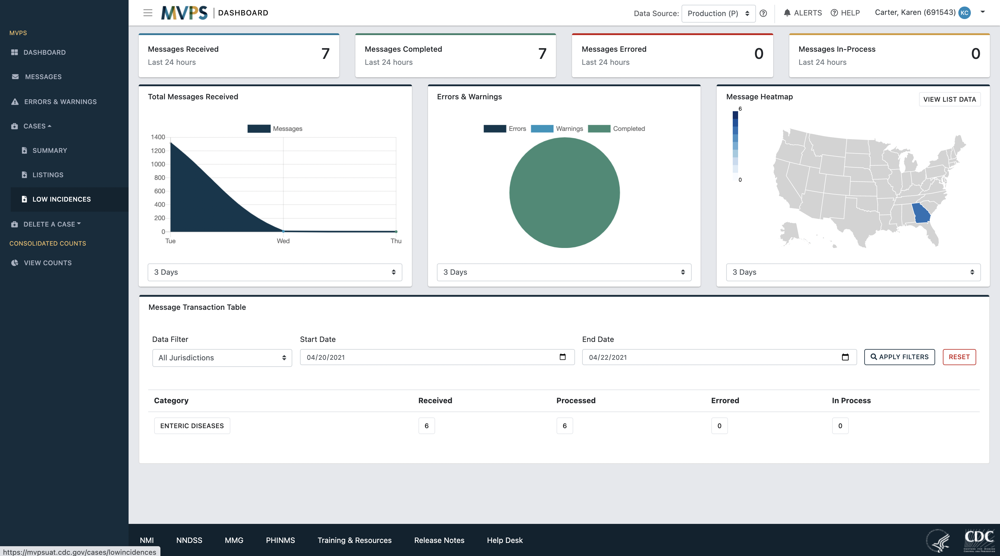 MVPS
DASHBOARD
MESSAGES
ERRORS & WARNINGS
CASES
SUMMARY
LISTINGS
LOW INCIDENCES
DELETE A CASE
CONSOLIDATED COUNTS
VIEW COUNTS
MVPS | DASHBOARD
Data Source: Production (P)
ALERTS
HELP
Carter, Karen (691543) KC
Messages Received 7
Last 24 hours
Messages Completed 7
Last 24 hours
Messages Errored 0
Last 24 hours
Messages In-Process 0
Last 24 hours
Total Messages Received
Messages
1400
1200
1000
800
600
400
200
0
Tue Wed Thu
3 Days
Errors & Warnings
Errors Warnings Completed
3 Days
Message Heatmap
VIEW LIST DATA
6
0
3 Days
Message Transaction Table
Data Filter Start Date End Date
All Jurisdictions 04/20/2021 04/22/2021 APPLY FILTERS RESET
Category Received Processed Errored In Process
ENTERIC DISEASES 6 6 0 0
NMI NNDSS MMG PHINMS Training & Resources Release Notes Help Desk
CDC
CENTERS FOR DISEASE
CONTROL AND PREVENTION
https://mvpsuat.cdc.gov/cases/lowincidences